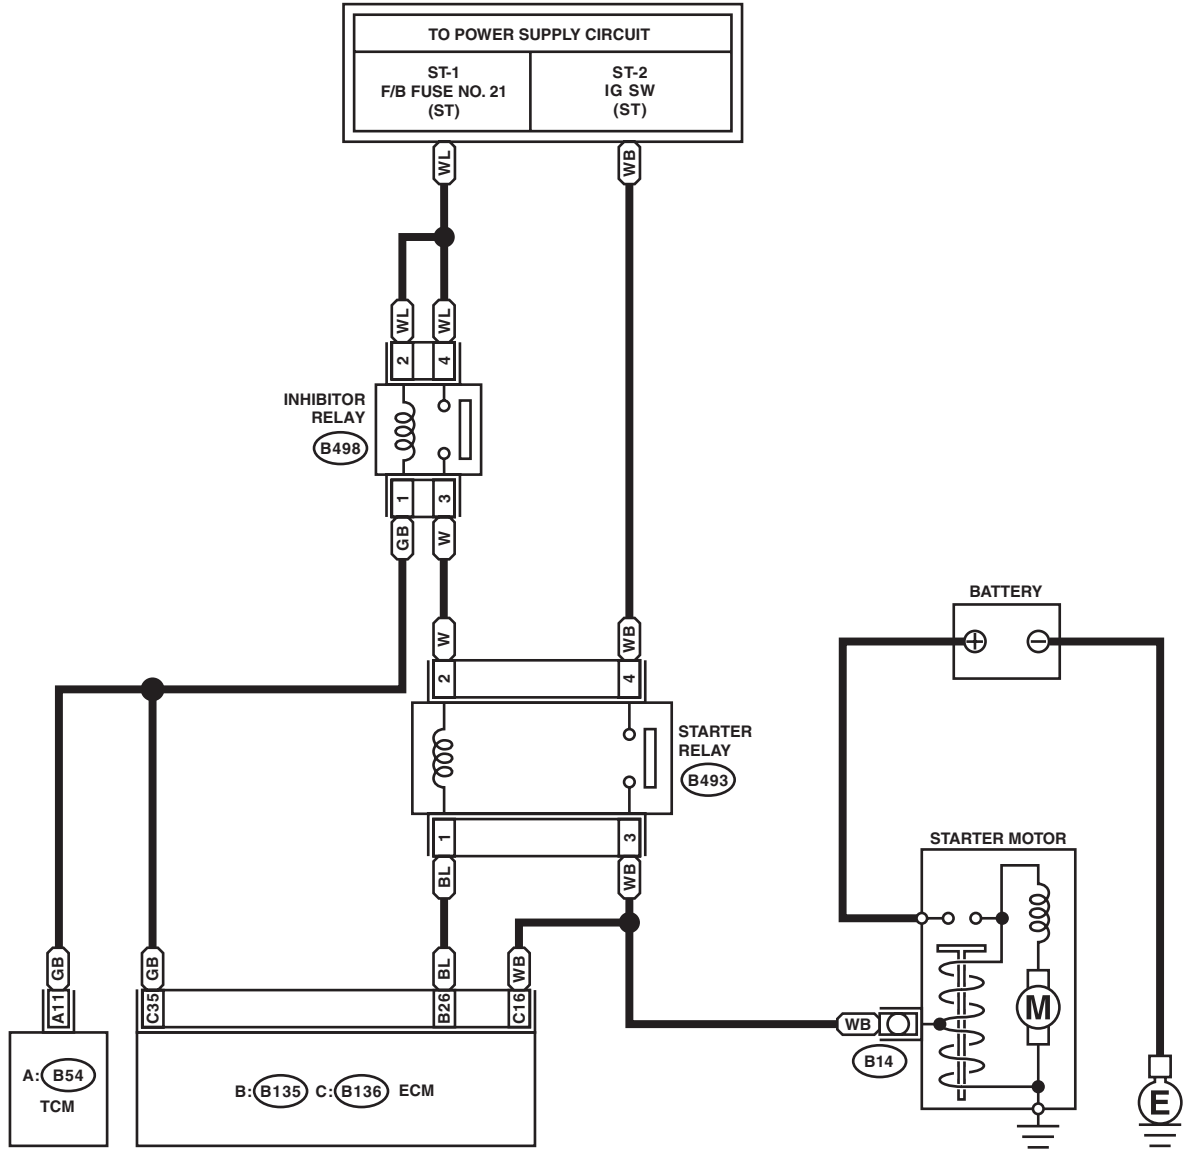 TO POWER SUPPLY CIRCUIT
ST-1
F/B FUSE NO. 21
(ST)
ST-2
IG SW
(ST)
WL
WB
WL
WL
2
4
INHIBITOR
RELAY
B498
1
3
GB
W
W
WB
2
4
STARTER
RELAY
B493
1
3
BL
WB
BATTERY
STARTER MOTOR
M
E
GB
GB
BL
WB
A11
C35
B26
C16
WB
B14
A: B54
TCM
B: B135 C: B136 ECM